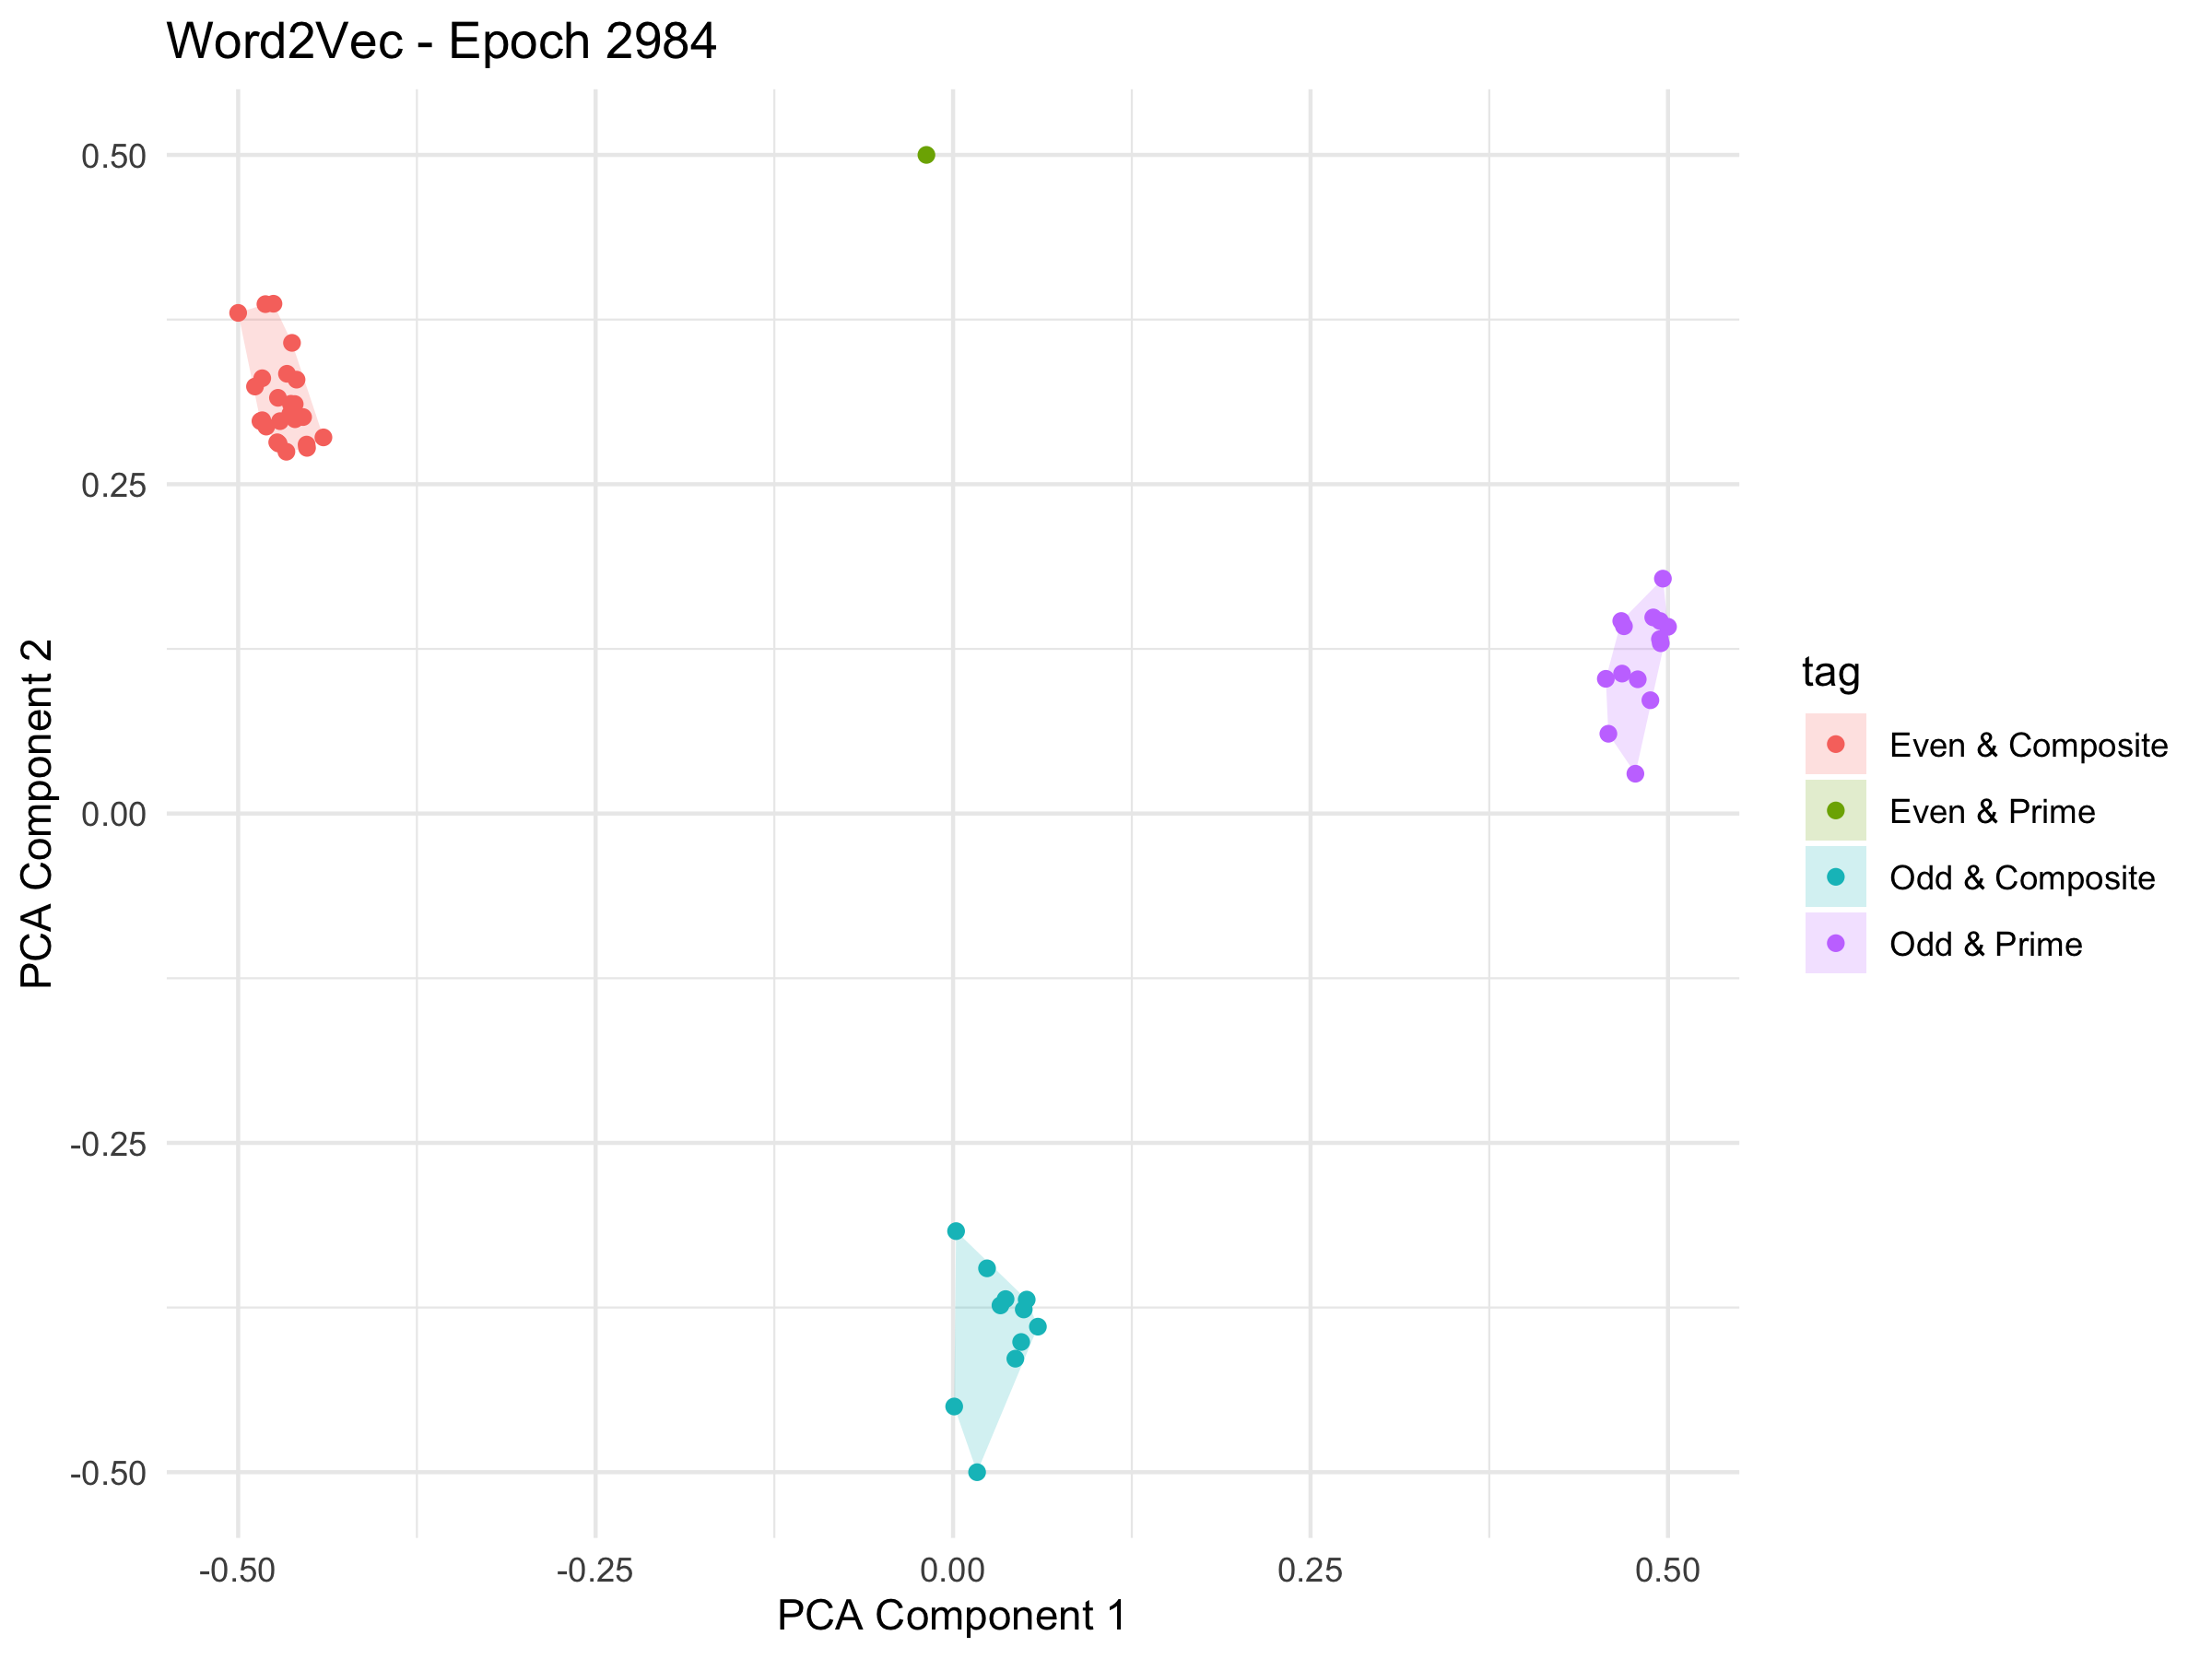 Word2Vec - Epoch 2984
0.50
0.25
0.00
-0.25
-0.50
PCA Component 2
-0.50
-0.25
0.00
0.25
0.50
PCA Component 1
tag
Even & Composite
Even & Prime
Odd & Composite
Odd & Prime